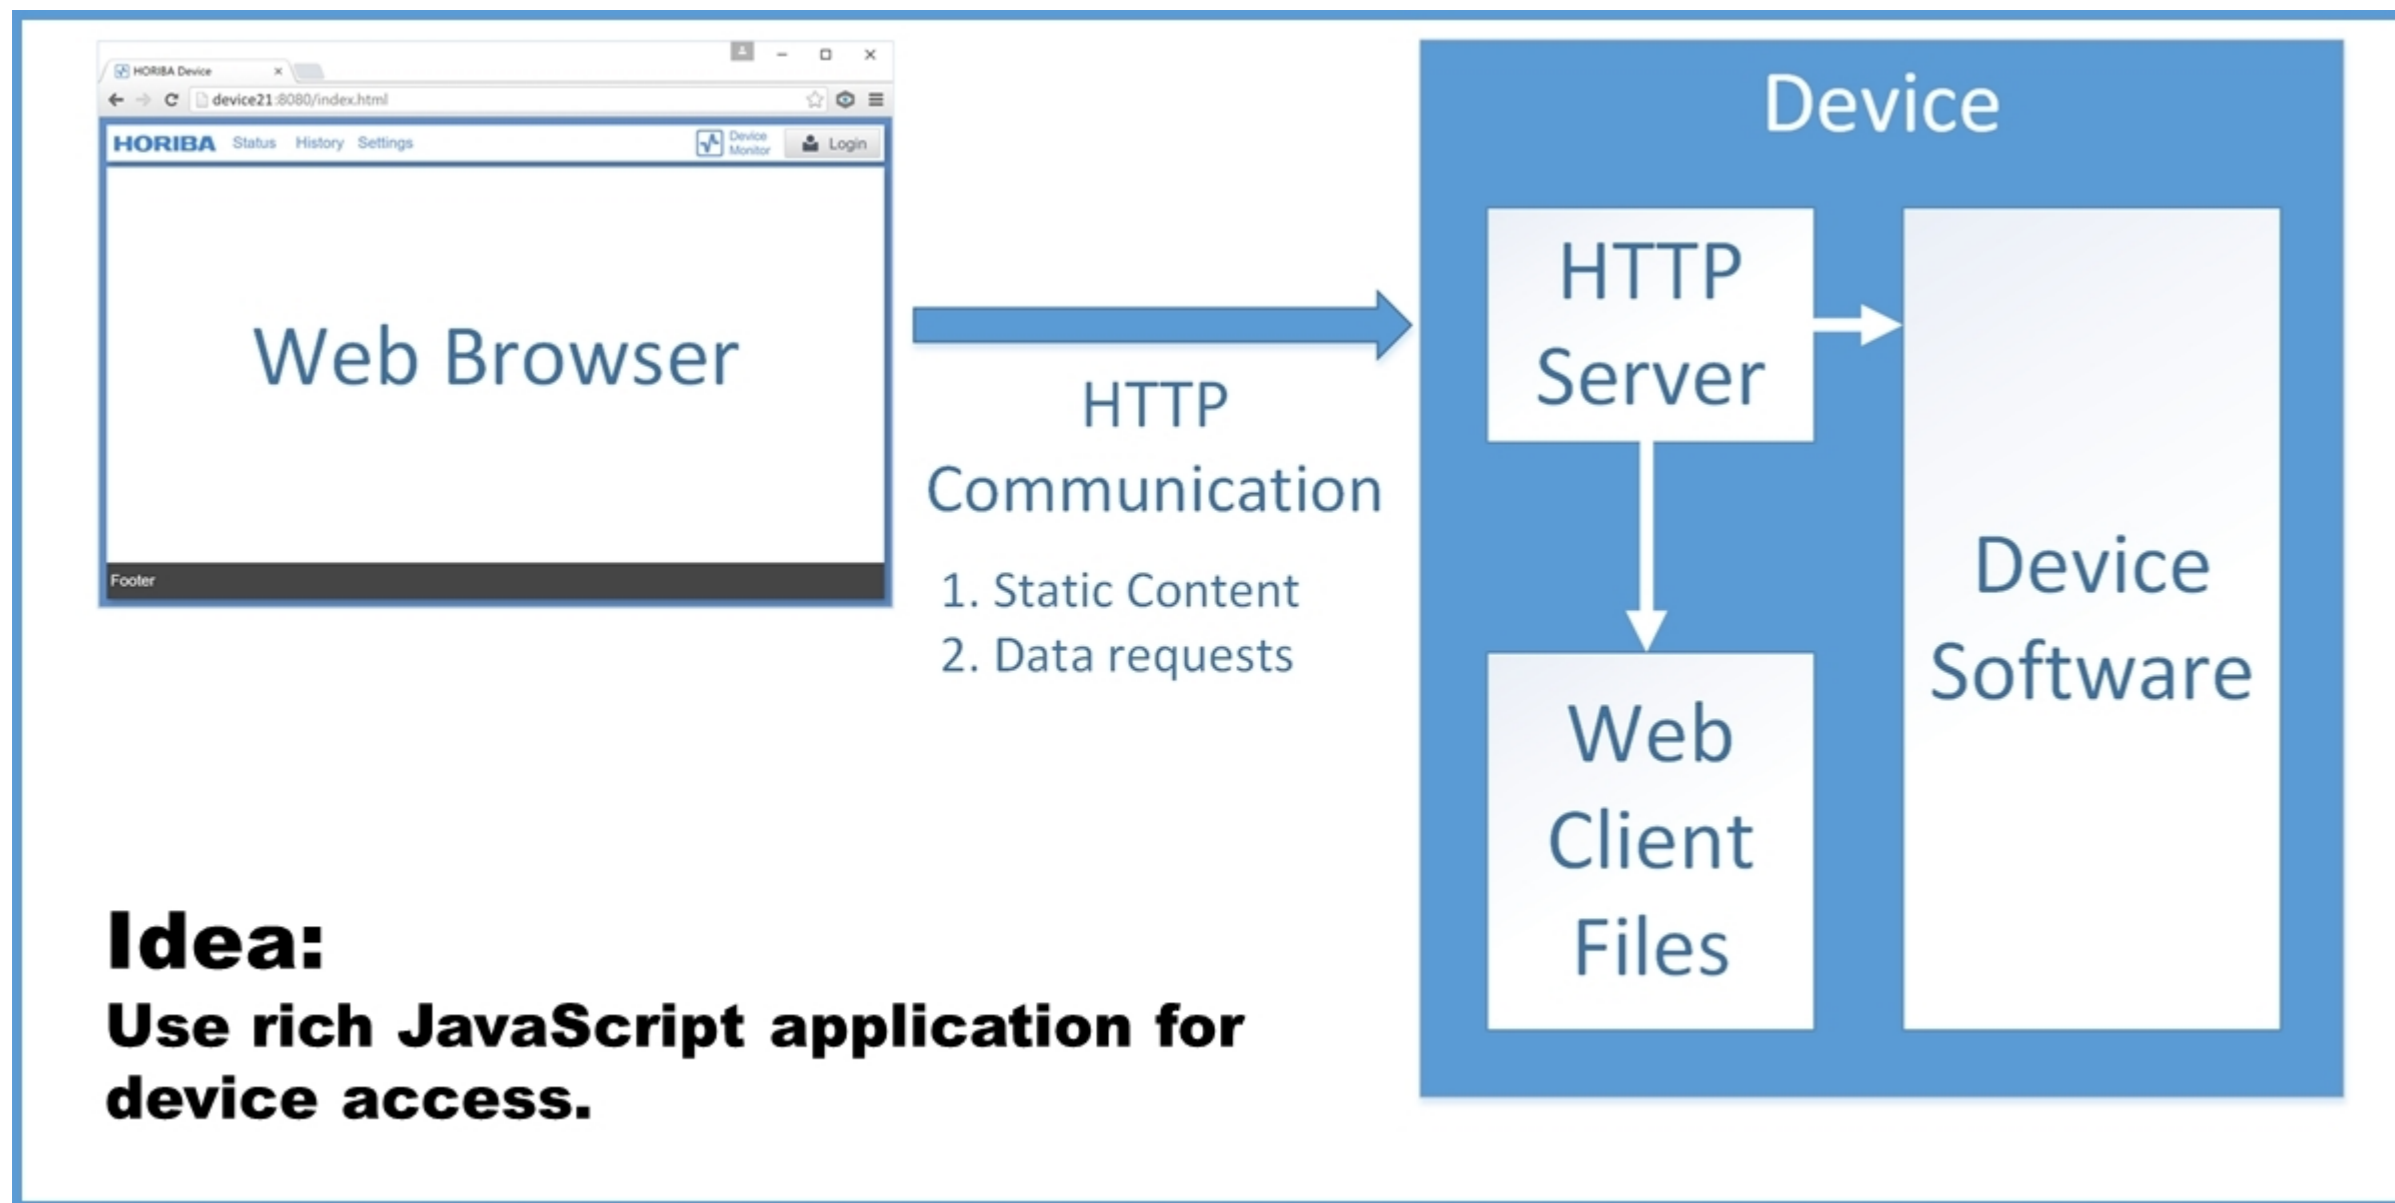 HORIBA Device
device21:8080/index.html
HORIBA Status History Settings
Device
Monitor
Login
Web Browser
Footer
HTTP
Communication
1. Static Content
2. Data requests
Device
HTTP
Server
Web
Client
Files
Device
Software
Idea:
Use rich JavaScript application for
device access.